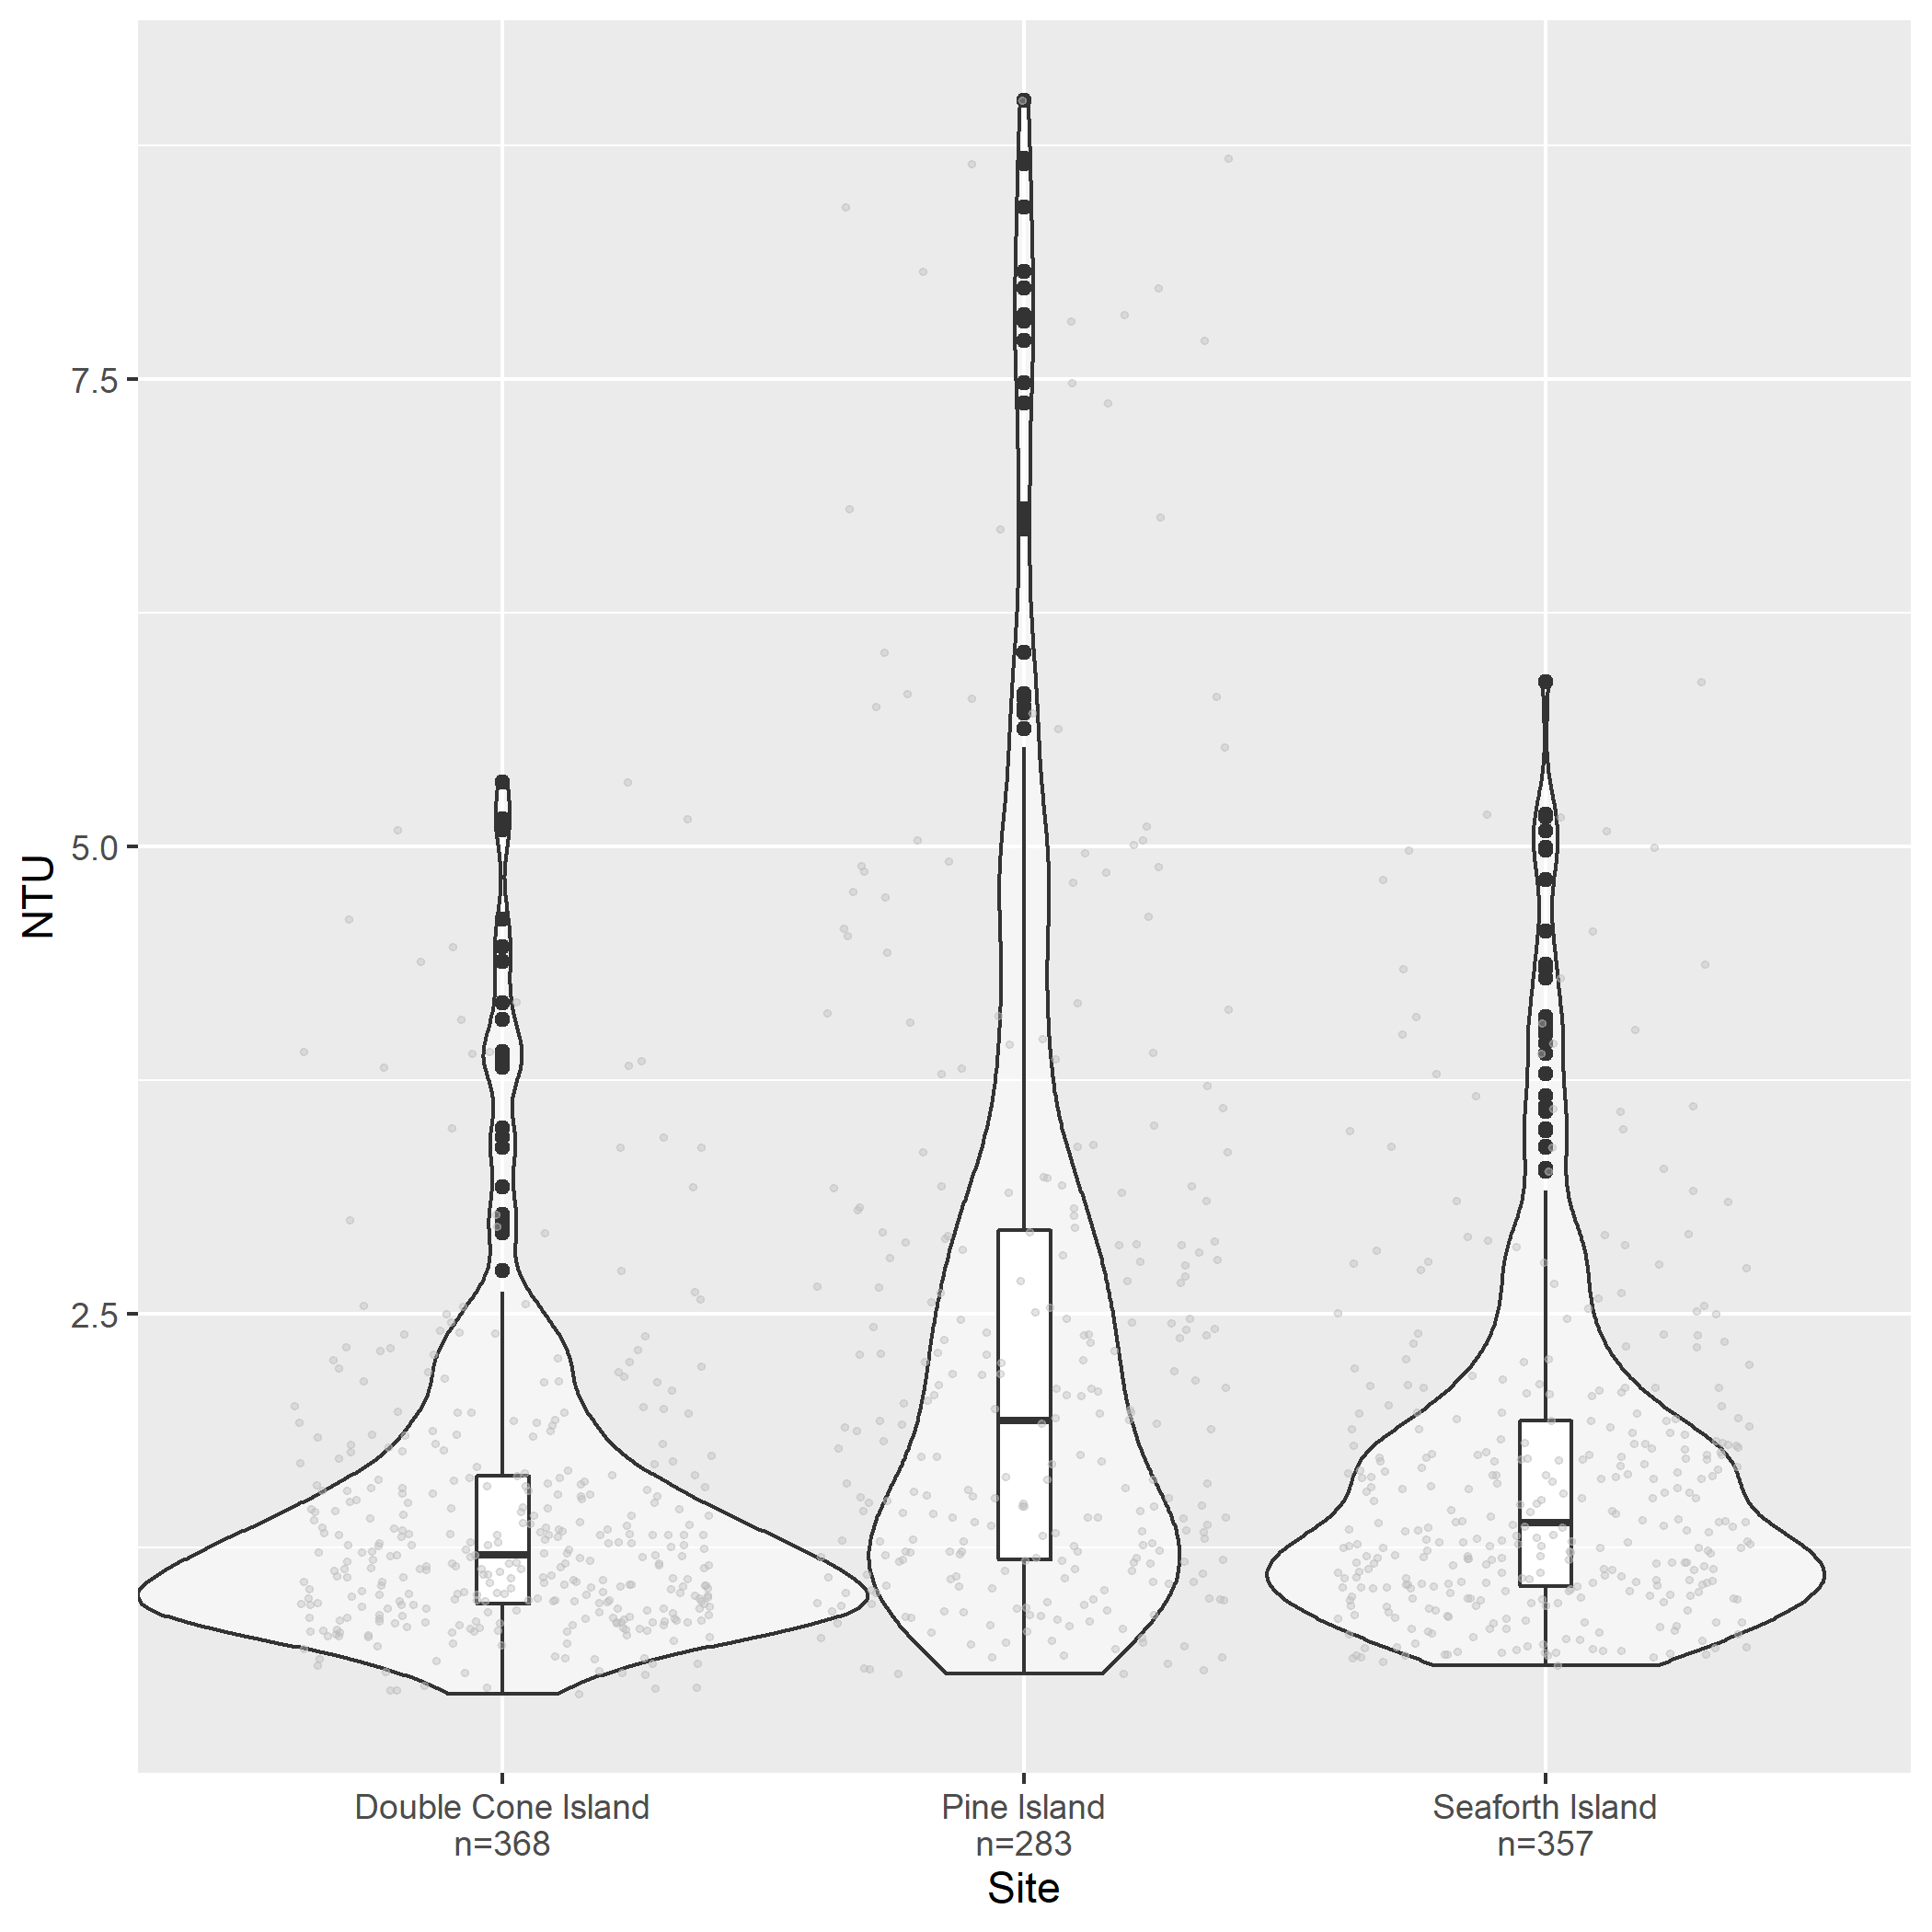 NTU
7.5
5.0
2.5
Double Cone Island
n=368
Pine Island
n=283
Seaforth Island
n=357
Site